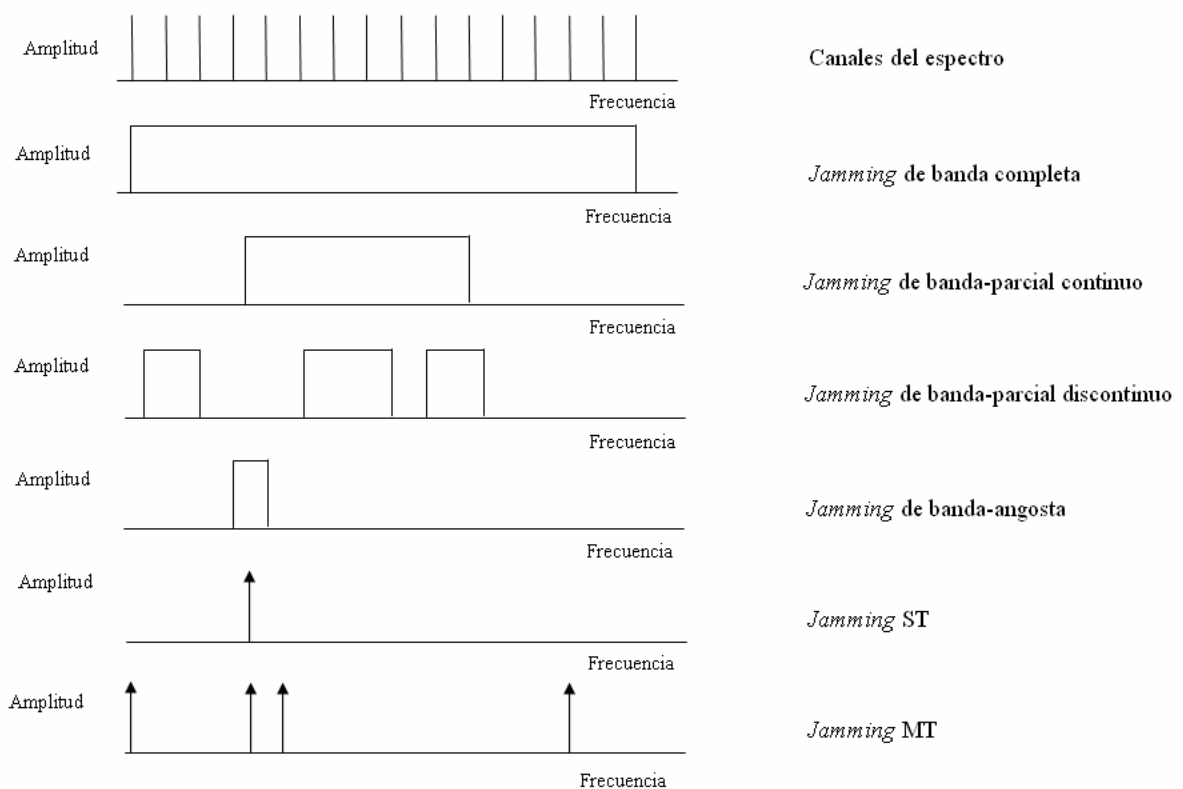 Amplitud
Canales del espectro
Frecuencia
Amplitud
Jamming de banda completa
Frecuencia
Amplitud
Jamming de banda-parcial continuo
Frecuencia
Amplitud
Jamming de banda-parcial discontinuo
Frecuencia
Amplitud
Jamming de banda-angosta
Frecuencia
Amplitud
Jamming ST
Frecuencia
Amplitud
Jamming MT
Frecuencia